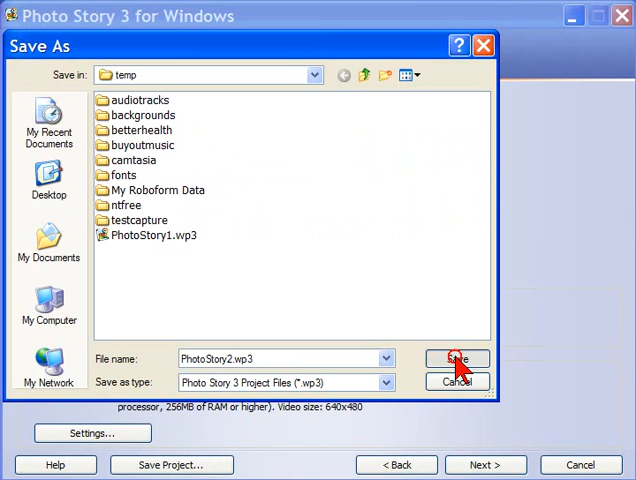 Photo Story 3 for Windows
Save As
Save in: temp
audiotracks
backgrounds
betterhealth
buyoutmusic
camtasia
fonts
My Roboform Data
ntfree
testcapture
PhotoStory1.wp3
My Recent
Documents
Desktop
My Documents
My Computer
My Network
File name: PhotoStory2.wp3 Save
Save as type: Photo Story 3 Project Files (*.wp3) Cancel
processor, 256MB of RAM or higher). Video size: 640x480
Settings...
Help Save Project... < Back Next > Cancel